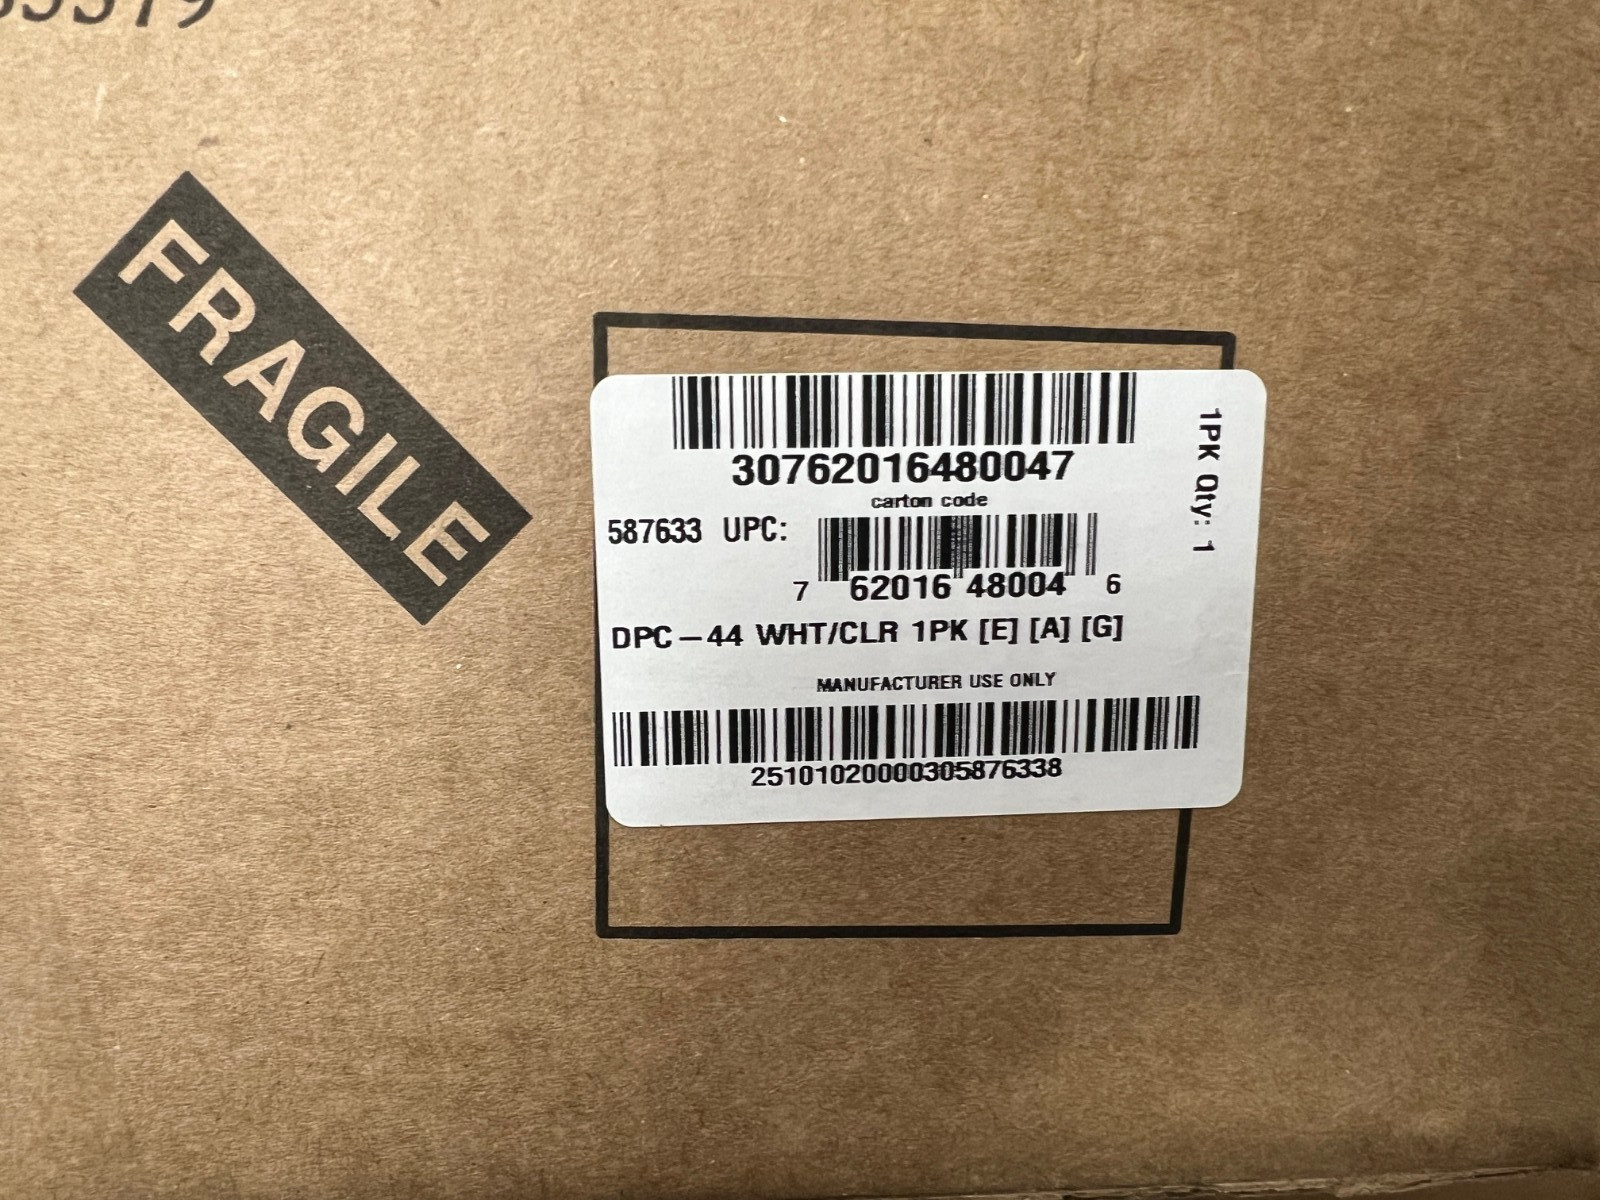 FRAGILE
30762016480047
carton code
587633 UPC:
7 62016 48004 6
DPC-44 WHT/CLR 1PK [E] [A] [G]
MANUFACTURER USE ONLY
25101020000305876338
1PK Qty: 1